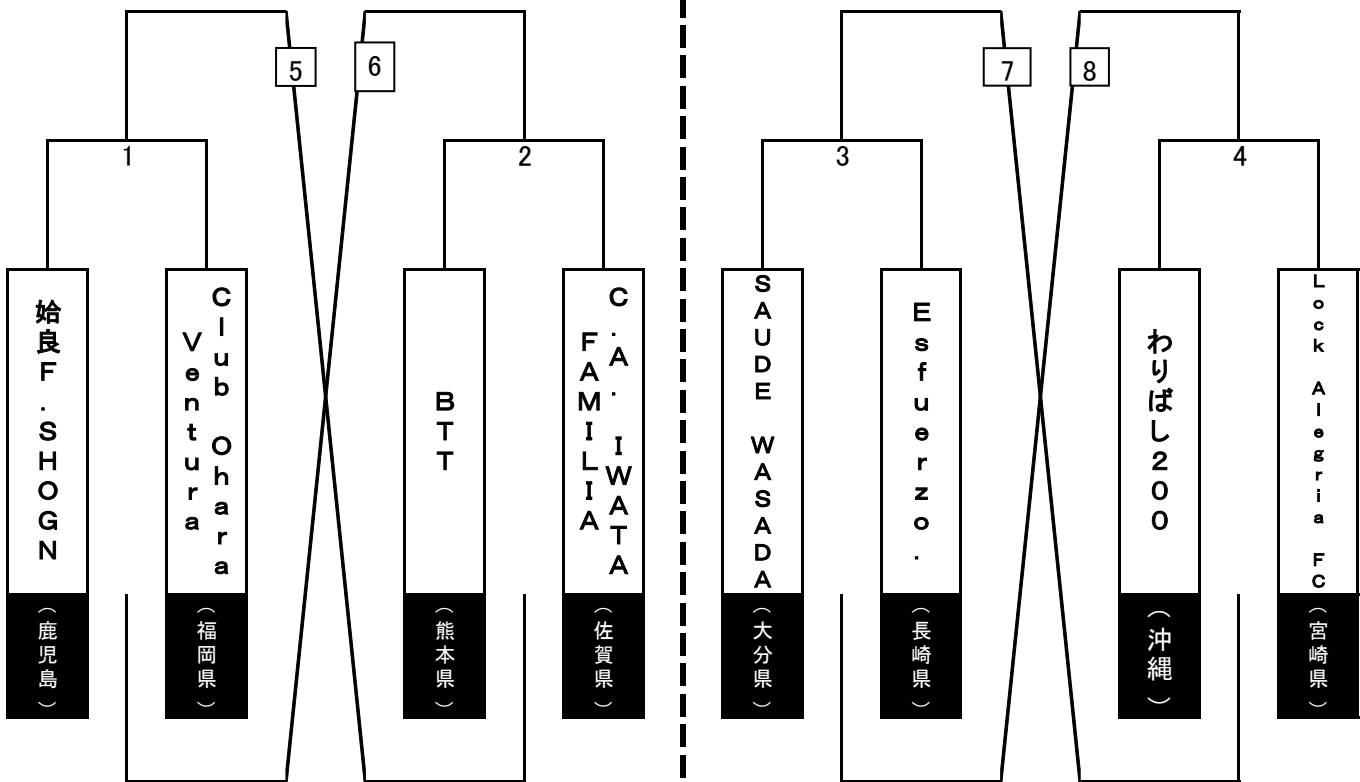 5
6
7
8
1
2
3
4
姶良F.SHOGN
Club Ohara
Ventura
BTT
C.A. IWATA
FAMILIA
SAUDE WASADA
Esfuerzo.
わりばし200
Lock Alegria FC
(鹿児島)
(福岡県)
(熊本県)
(佐賀県)
(大分県)
(長崎県)
(沖縄)
(宮崎県)